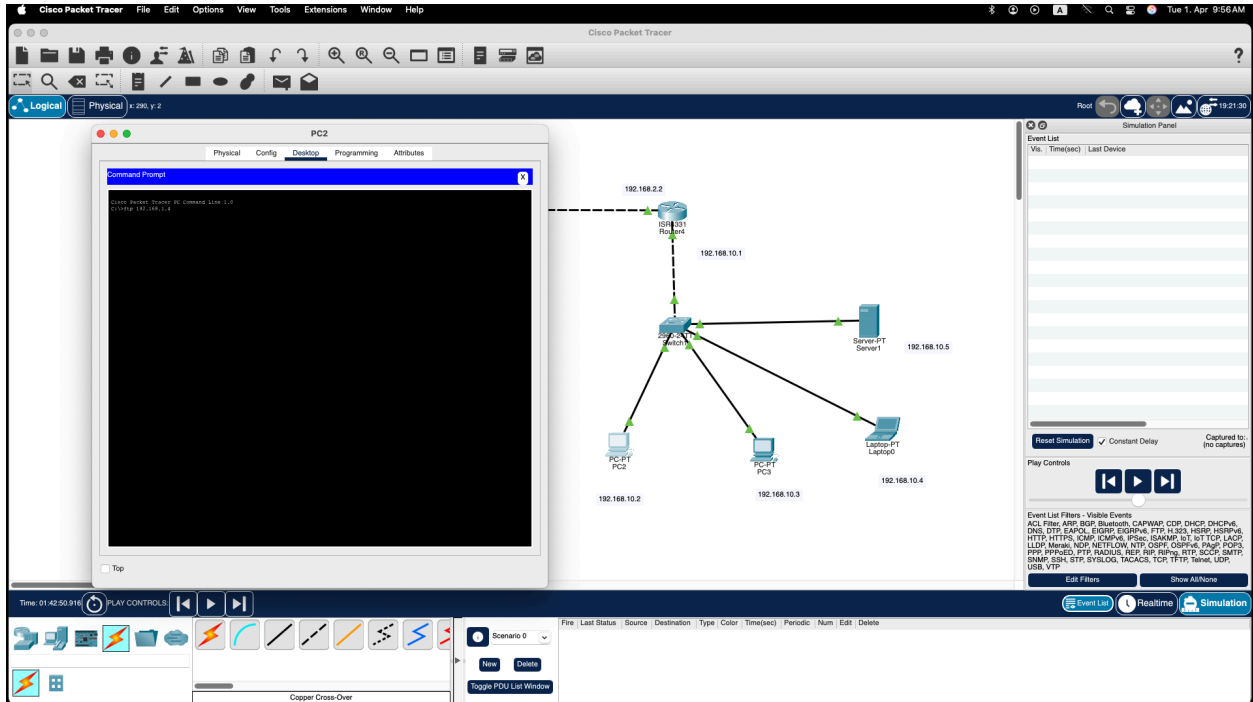 Cisco Packet Tracer File Edit Options View Tools Extensions Window Help A Tue 1. Apr 9:56 AM
Cisco Packet Tracer
?
Logical Physical x: 290, y: 2 Root 19:21:30
PC2
Physical Config Desktop Programming Attributes
Command Prompt X
Cisco Packet Tracer PC Command Line 1.0
C:\>ftp 192.168.1.4
Top
192.168.2.2
Router4
192.168.10.1
Switch1
Server-PT
Server1
192.168.10.5
PC-PT
PC2
192.168.10.2
PC-PT
PC3
192.168.10.3
Laptop-PT
Laptop0
192.168.10.4
Simulation Panel
Event List
Vis. Time(sec) Last Device
Reset Simulation Constant Delay Captured to:
(no captures)
Play Controls
Event List Filters - Visible Events
ACL Filter, ARP, BGP, Bluetooth, CAPWAP, CDP, DHCP, DHCPv6,
DNS, DTP, EAPOL, EIGRP, EIGRPv6, FTP, H.323, HSRP, HSRPv6,
HTTP, HTTPS, ICMP, ICMPv6, IPSec, ISAKMP, IoT, IoT TCP, LACP,
LLDP, Meraki, NDP, NETFLOW, NTP, OSPF, OSPFv6, PAgP, POP3,
PPP, PPPoED, PTP, RADIUS, REP, RIP, RIPng, RTP, SCCP, SMTP,
SNMP, SSH, STP, SYSLOG, TACACS, TCP, TFTP, Telnet, UDP,
USB, VTP
Edit Filters Show All/None
Time: 01:42:50.916 PLAY CONTROLS: Event List Realtime Simulation
Scenario 0
New Delete
Toggle PDU List Window
Fire Last Status Source Destination Type Color Time(sec) Periodic Num Edit Delete
Copper Cross-Over